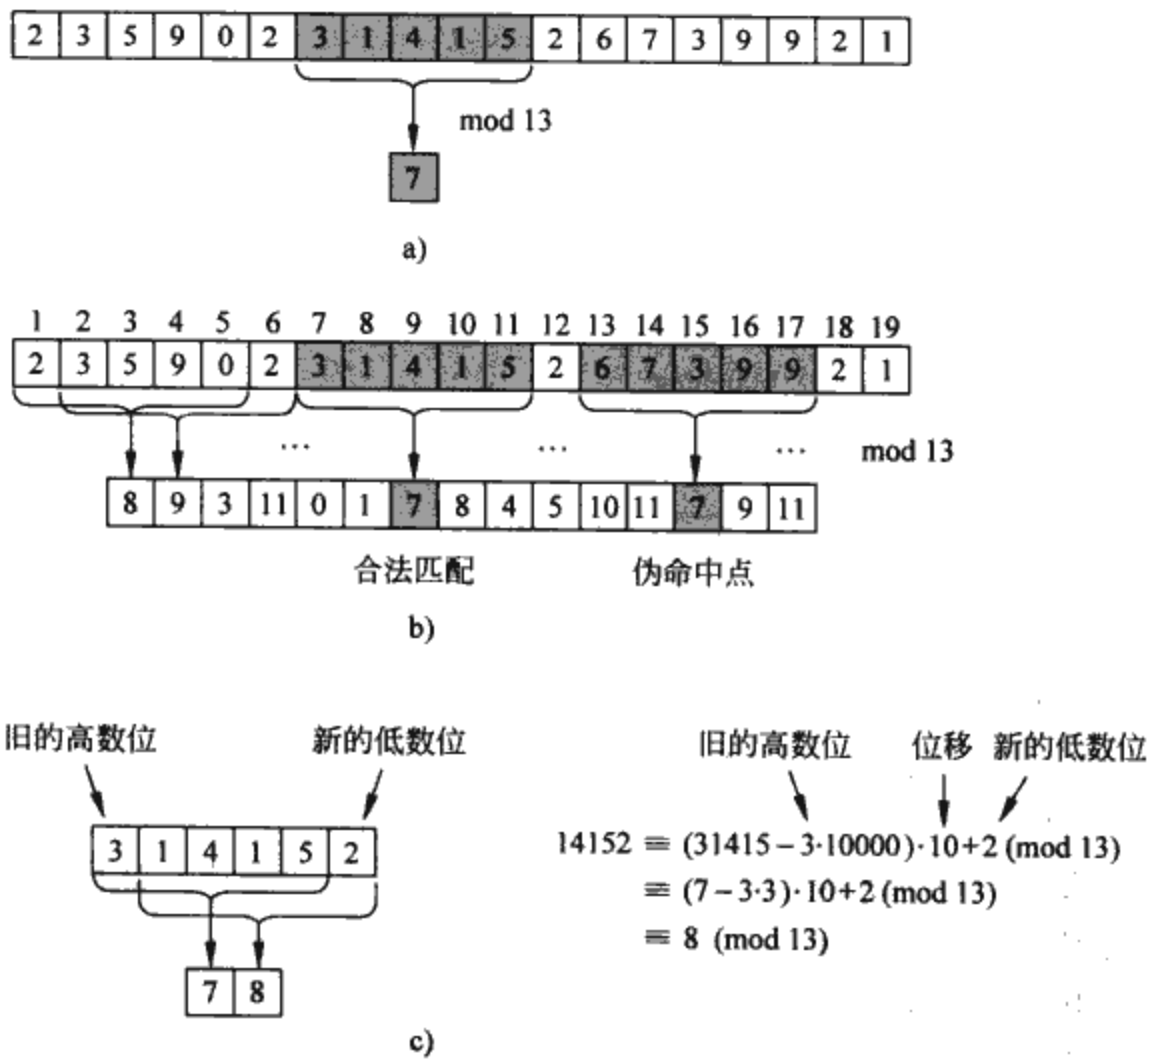 2 3 5 9 0 2 3 1 4 1 5 2 6 7 3 9 9 2 1
mod 13
7
a)
1 2 3 4 5 6 7 8 9 10 11 12 13 14 15 16 17 18 19
2 3 5 9 0 2 3 1 4 1 5 2 6 7 3 9 9 2 1
… … … mod 13
8 9 3 11 0 1 7 8 4 5 10 11 7 9 11
合法匹配 伪命中点
b)
旧的高数位 新的低数位
3 1 4 1 5 2
7 8
旧的高数位 位移 新的低数位
14152 ≡ (31415-3·10000)·10+2 (mod 13)
≡ (7-3·3)·10+2 (mod 13)
≡ 8 (mod 13)
c)